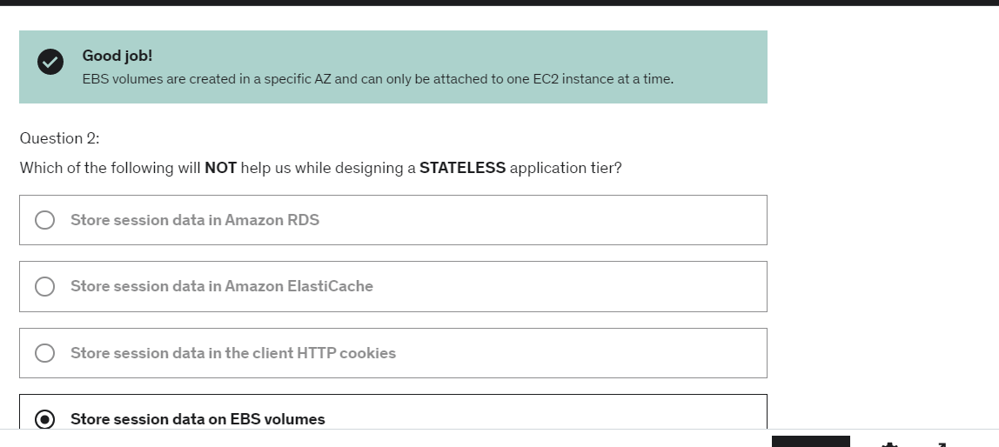 Good job!
EBS volumes are created in a specific AZ and can only be attached to one EC2 instance at a time.
Question 2:
Which of the following will NOT help us while designing a STATELESS application tier?
Store session data in Amazon RDS
Store session data in Amazon ElastiCache
Store session data in the client HTTP cookies
Store session data on EBS volumes